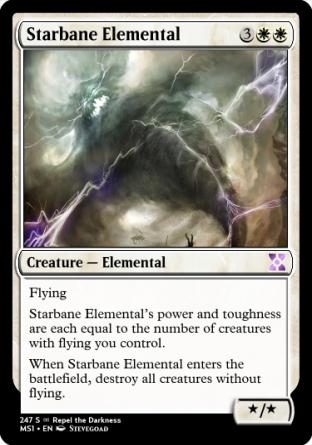 Starbane Elemental 3
Creature — Elemental
Flying
Starbane Elemental's power and toughness
are each equal to the number of creatures
with flying you control.
When Starbane Elemental enters the
battlefield, destroy all creatures without
flying.
★/★
247 S ∞ Repel the Darkness
MS1 • EN STEVEGOAD